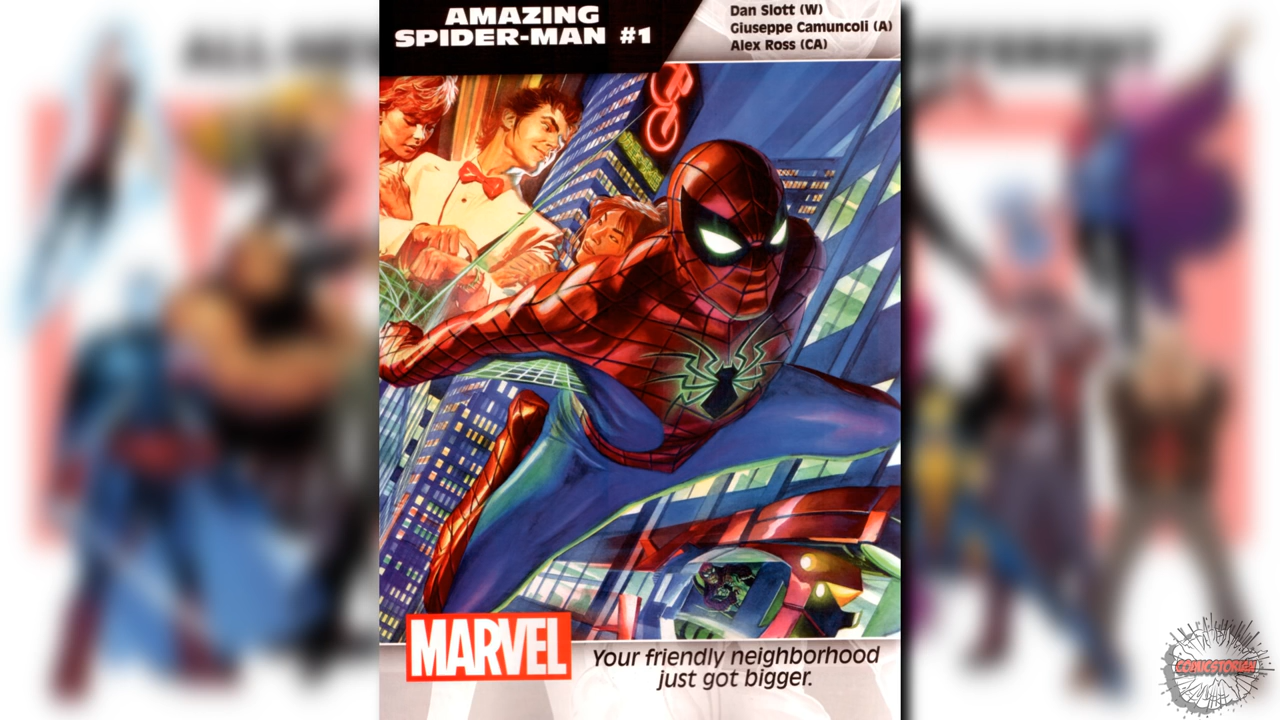 AMAZING
SPIDER-MAN #1
Dan Slott (W)
Giuseppe Camuncoli (A)
Alex Ross (CA)
MARVEL
Your friendly neighborhood
just got bigger.
COMICSTORIAN